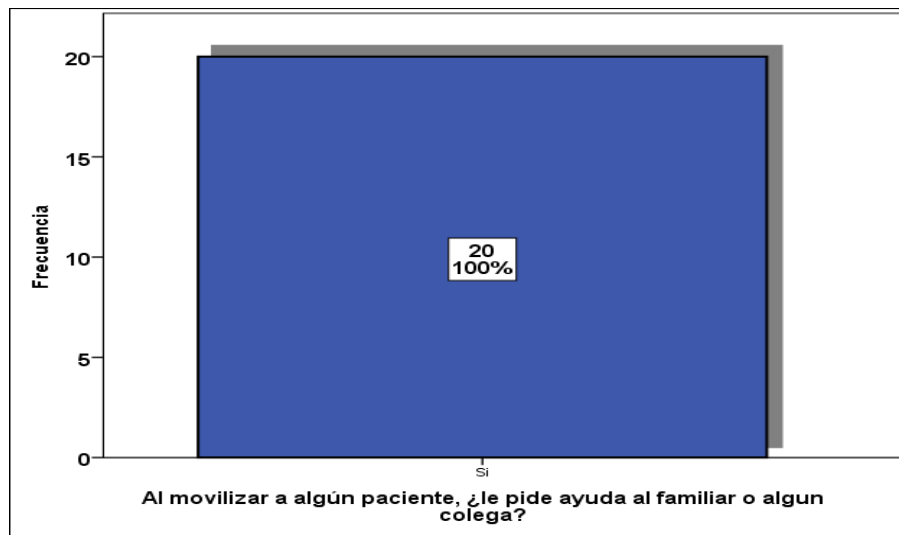 Frecuencia
20
15
10
5
0
20
100%
Si
Al movilizar a algún paciente, ¿le pide ayuda al familiar o algun
colega?